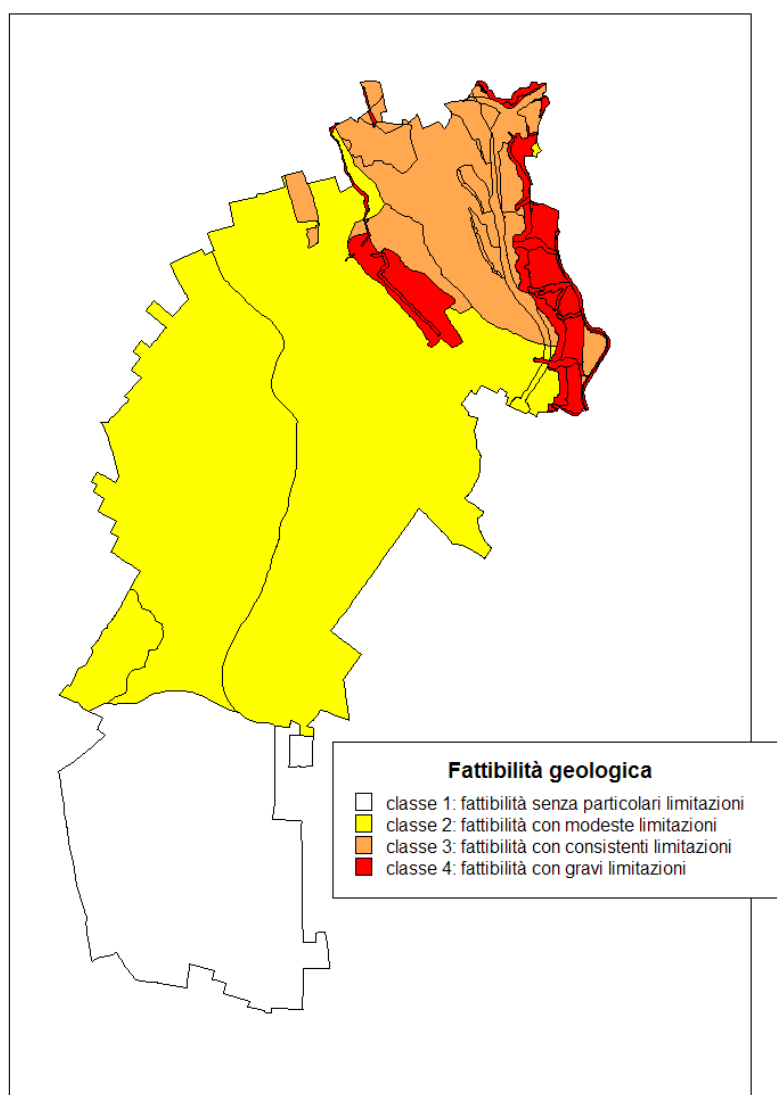 Fattibilità geologica
classe 1: fattibilità senza particolari limitazioni
classe 2: fattibilità con modeste limitazioni
classe 3: fattibilità con consistenti limitazioni
classe 4: fattibilità con gravi limitazioni